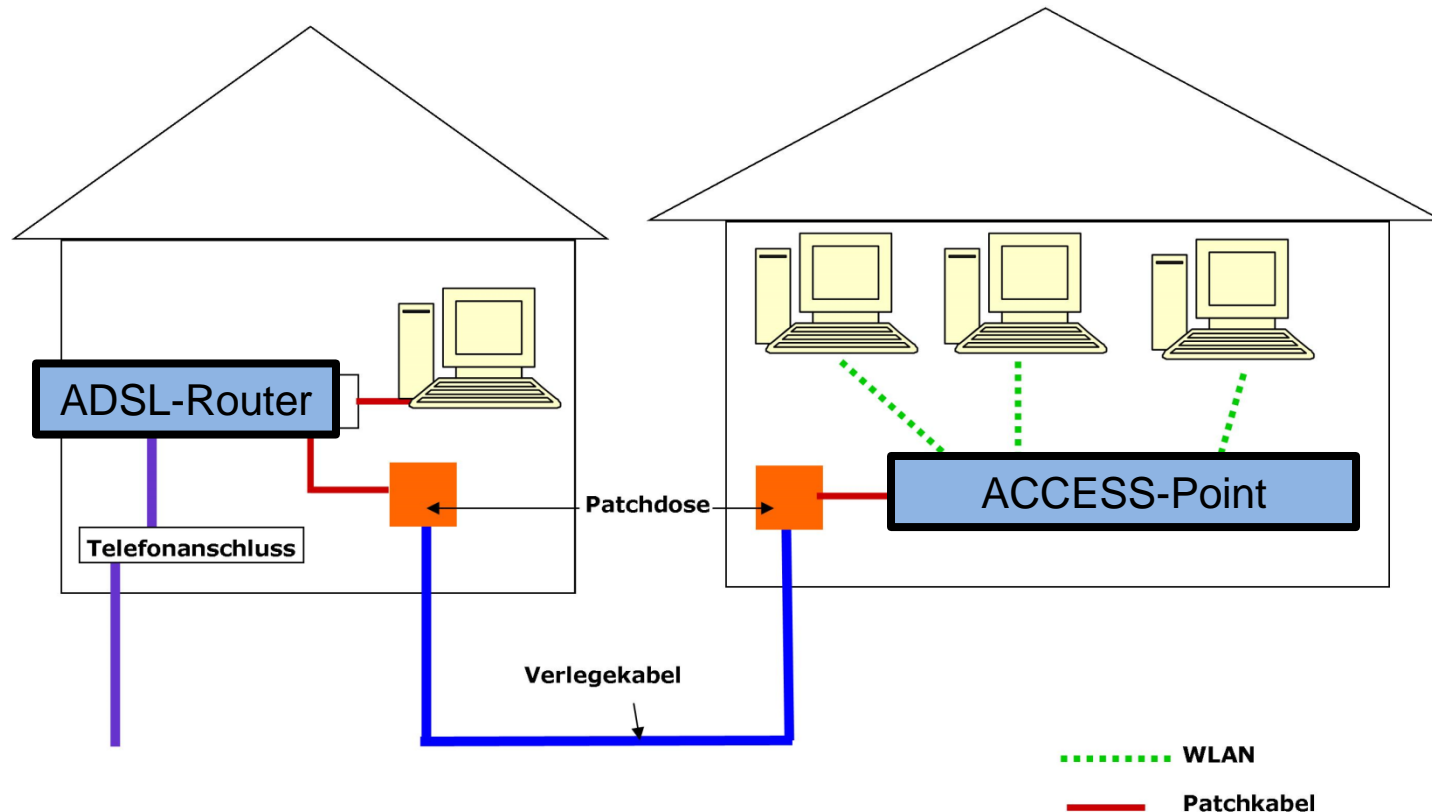 ADSL-Router
ACCESS-Point
Patchdose
Telefonanschluss
Verlegekabel
WLAN
Patchkabel